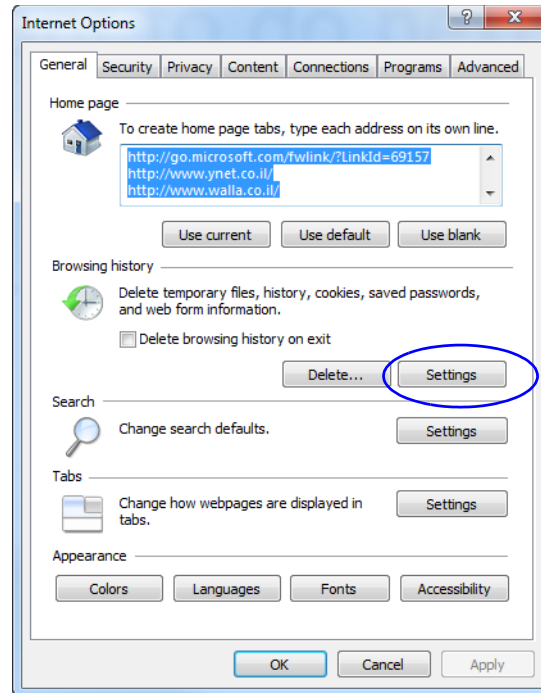 Internet Options
General Security Privacy Content Connections Programs Advanced
Home page
To create home page tabs, type each address on its own line.
http://go.microsoft.com/fwlink/?LinkId=69157
http://www.ynet.co.il/
http://www.walla.co.il/
Use current Use default Use blank
Browsing history
Delete temporary files, history, cookies, saved passwords,
and web form information.
Delete browsing history on exit
Delete... Settings
Search
Change search defaults. Settings
Tabs
Change how webpages are displayed in
tabs.
Settings
Appearance
Colors Languages Fonts Accessibility
OK Cancel Apply